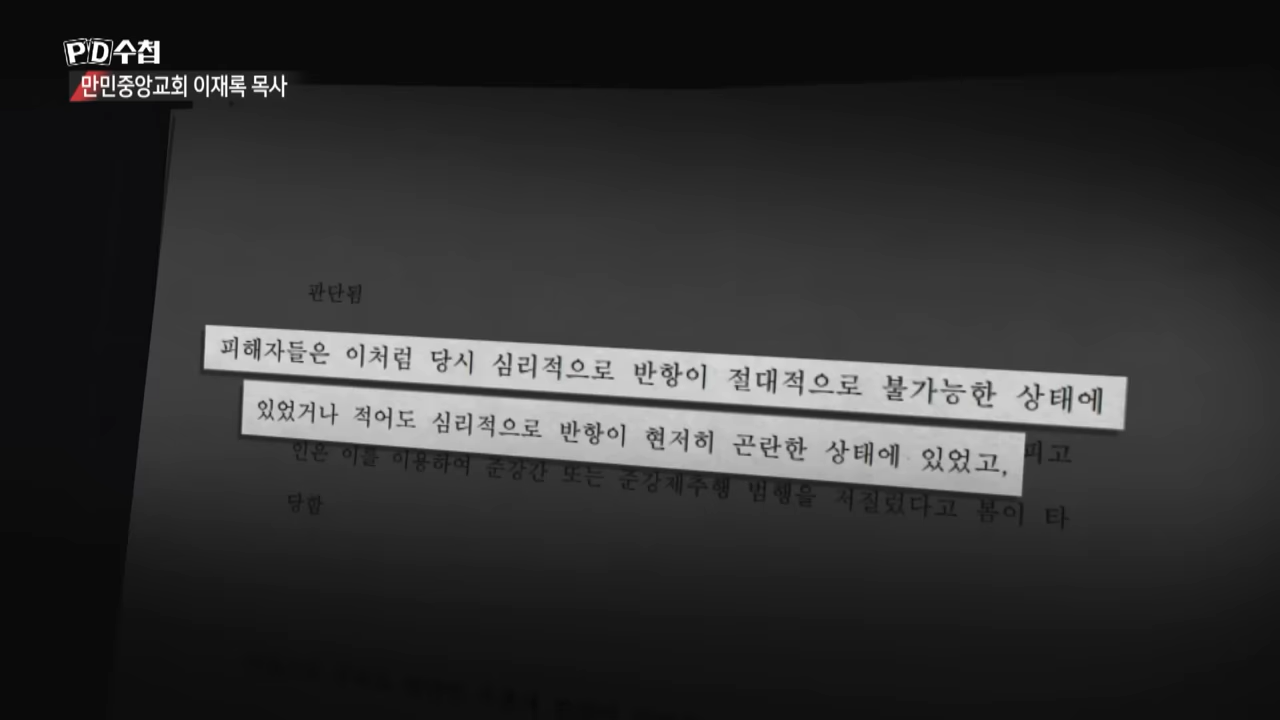 PD수첩
만민중앙교회 이재록 목사
판단됨
피해자들은 이처럼 당시 심리적으로 반항이 절대적으로 불가능한 상태에
있었거나 적어도 심리적으로 반항이 현저히 곤란한 상태에 있었고, 피고
인은 이를 이용하여 준강간 또는 준강제추행 범행을 저질렀다고 봄이 타
당함